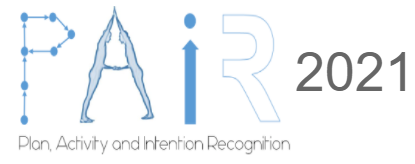 PAiR 2021
Plan, Activity and Intention Recognition